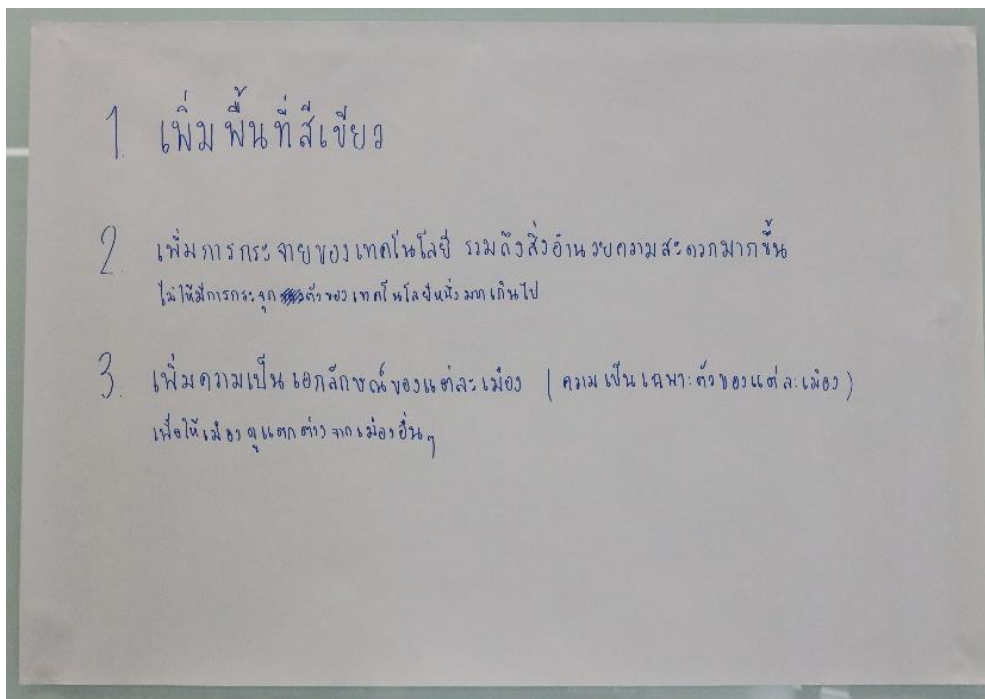 1. เพิ่มพื้นที่สีเขียว
2. เพิ่มการกระจายของเทคโนโลยี รวมถึงสิ่งอำนวยความสะดวกมากขึ้น
ไม่ให้มีการกระจุกตัวของเทคโนโลยีหนึ่งมากเกินไป
3. เพิ่มความเป็นเอกลักษณ์ของแต่ละเมือง (ความเป็นเฉพาะตัวของแต่ละเมือง)
เพื่อให้เมืองดูแตกต่างจากเมืองอื่นๆ